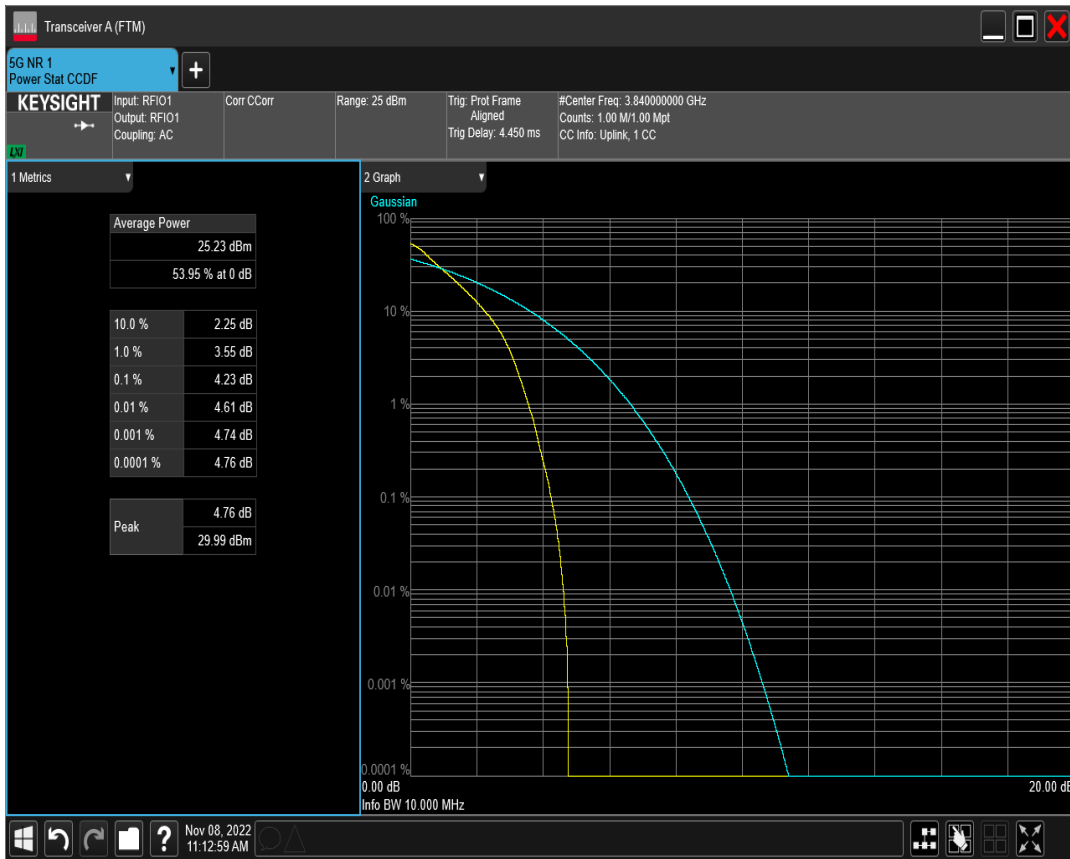 Transceiver A (FTM)
5G NR 1
Power Stat CCDF
KEYSIGHT
LXI
Input: RFIO1
Output: RFIO1
Coupling: AC
Corr CCorr
Range: 25 dBm
Trig: Prot Frame
Aligned
Trig Delay: 4.450 ms
#Center Freq: 3.840000000 GHz
Counts: 1.00 M/1.00 Mpt
CC Info: Uplink, 1 CC
1 Metrics
Average Power
25.23 dBm
53.95 % at 0 dB
10.0 % 2.25 dB
1.0 % 3.55 dB
0.1 % 4.23 dB
0.01 % 4.61 dB
0.001 % 4.74 dB
0.0001 % 4.76 dB
Peak
4.76 dB
29.99 dBm
2 Graph
Gaussian
100 %
10 %
1 %
0.1 %
0.01 %
0.001 %
0.0001 %
0.00 dB 20.00 dB
Info BW 10.000 MHz
?
Nov 08, 2022
11:12:59 AM